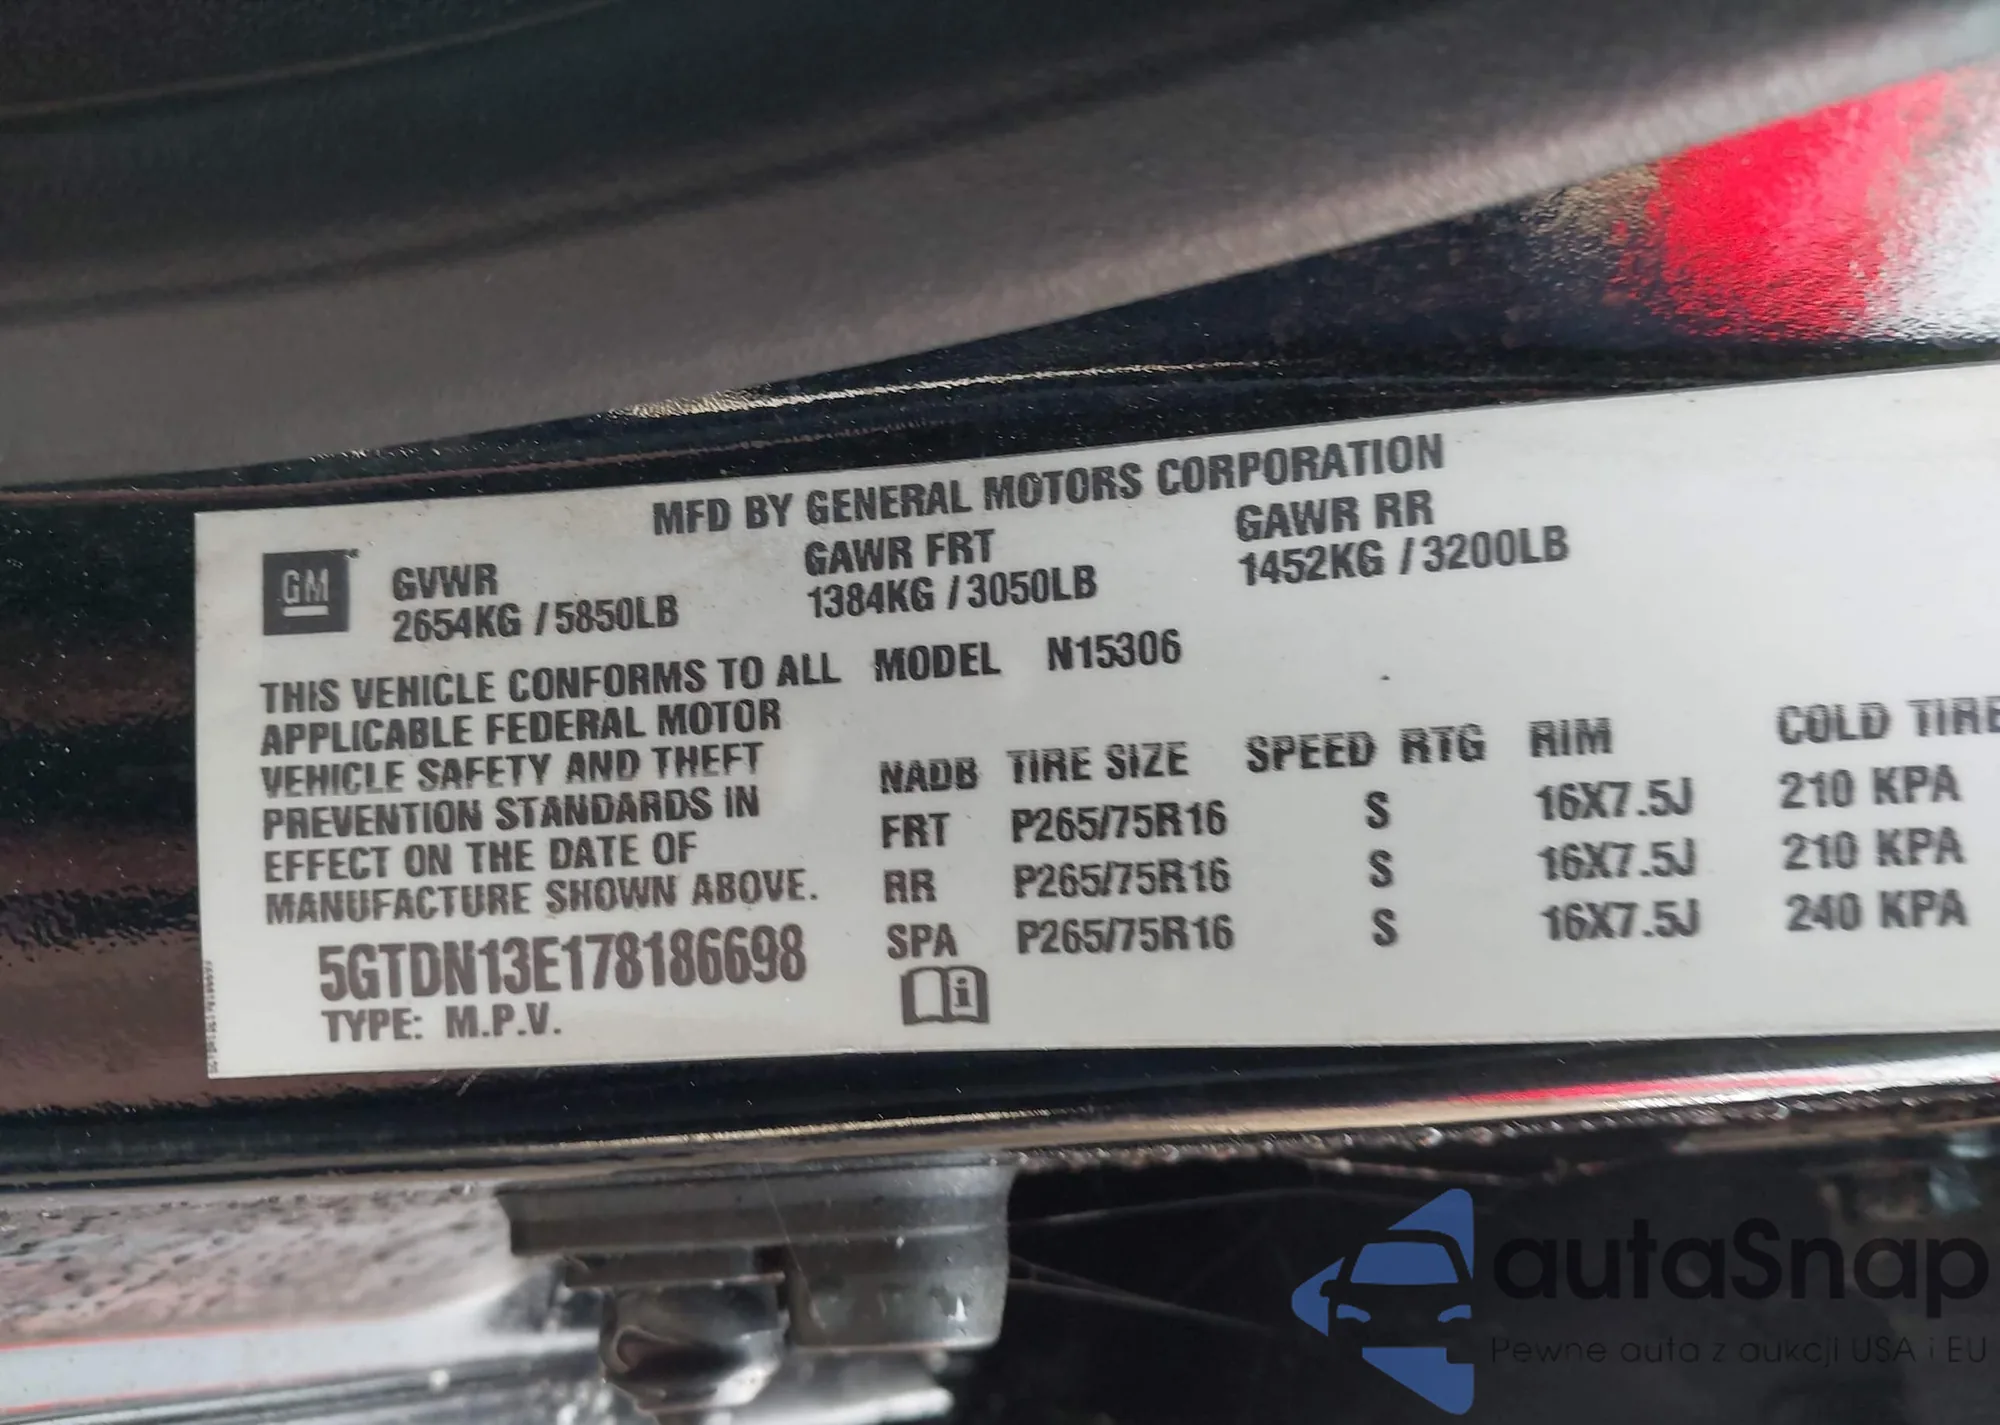 MFD BY GENERAL MOTORS CORPORATION
GM
GVWR GAWR FRT GAWR RR
2654KG / 5850LB 1384KG / 3050LB 1452KG / 3200LB
THIS VEHICLE CONFORMS TO ALL
APPLICABLE FEDERAL MOTOR
VEHICLE SAFETY AND THEFT
PREVENTION STANDARDS IN
EFFECT ON THE DATE OF
MANUFACTURE SHOWN ABOVE.
5GTDN13E178186698
TYPE: M.P.V.
MODEL N15306
NADB TIRE SIZE SPEED RTG RIM COLD TIRE
FRT P265/75R16 S 16X7.5J 210 KPA
RR P265/75R16 S 16X7.5J 210 KPA
SPA P265/75R16 S 16X7.5J 240 KPA
i
autaSnap
Pewne auta z aukcji USA i EU